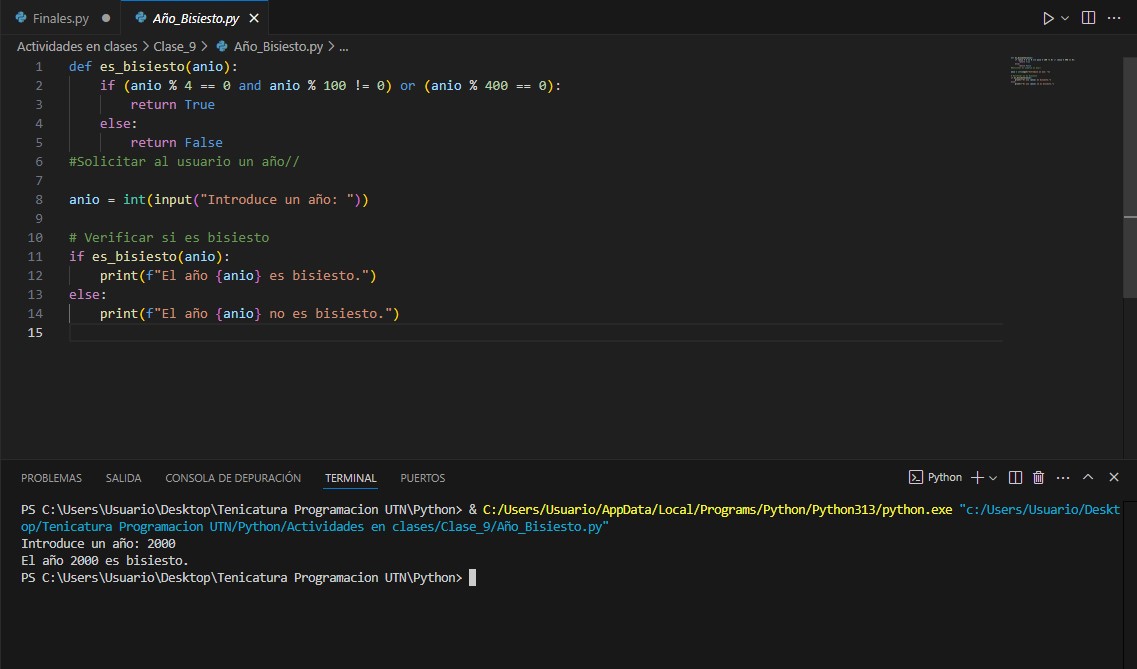 Finales.py
Año_Bisiesto.py
Actividades en clases > Clase_9 > Año_Bisiesto.py > ...
1 def es_bisiesto(anio):
2     if (anio % 4 == 0 and anio % 100 != 0) or (anio % 400 == 0):
3         return True
4     else:
5         return False
6 #Solicitar al usuario un año//
7
8 anio = int(input("Introduce un año: "))
9
10 # Verificar si es bisiesto
11 if es_bisiesto(anio):
12     print(f"El año {anio} es bisiesto.")
13 else:
14     print(f"El año {anio} no es bisiesto.")
15
PROBLEMAS SALIDA CONSOLA DE DEPURACIÓN TERMINAL PUERTOS
Python
PS C:\Users\Usuario\Desktop\Tenicatura Programacion UTN\Python> & C:/Users/Usuario/AppData/Local/Programs/Python/Python313/python.exe "c:/Users/Usuario/Deskt
op/Tenicatura Programacion UTN/Python/Actividades en clases/Clase_9/Año_Bisiesto.py"
Introduce un año: 2000
El año 2000 es bisiesto.
PS C:\Users\Usuario\Desktop\Tenicatura Programacion UTN\Python>